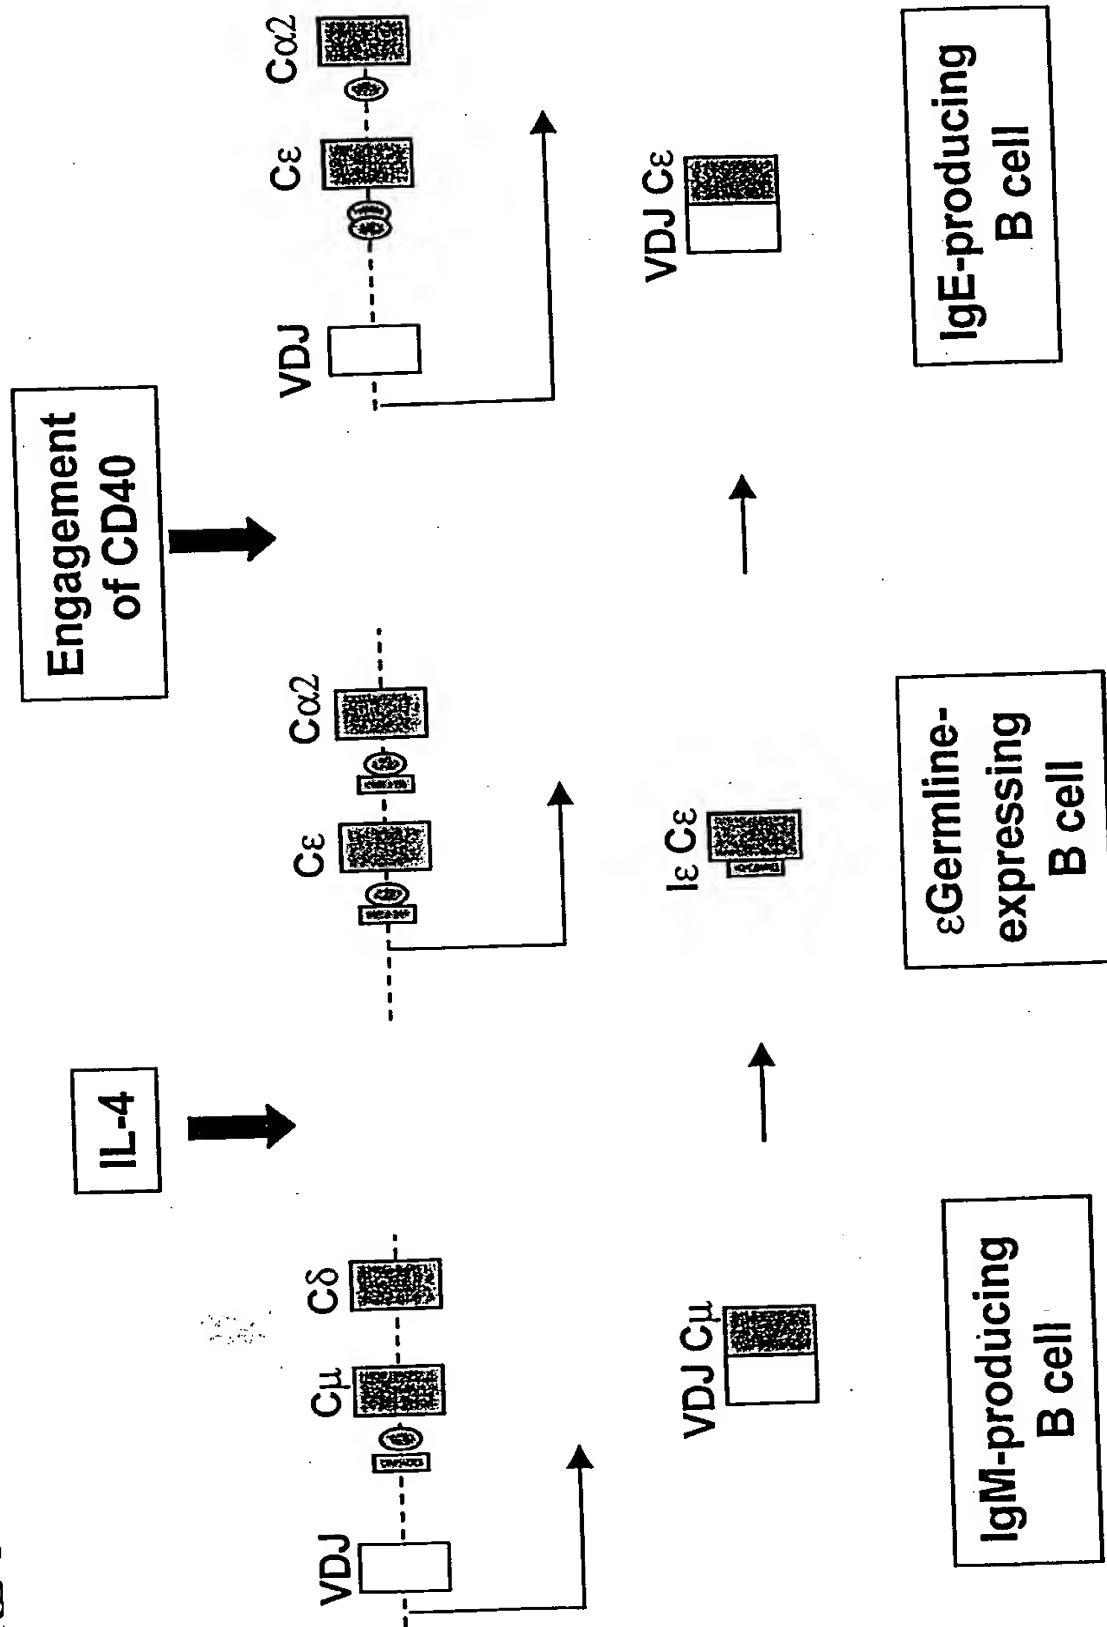 IL-4
Engagement
of CD40
VDJ
Cμ
Cδ
Cε
Cα2
VDJ
Cε
Cα2
VDJ Cμ
Iε Cε
VDJ Cε
IgM-producing
B cell
εGermline-
expressing
B cell
IgE-producing
B cell